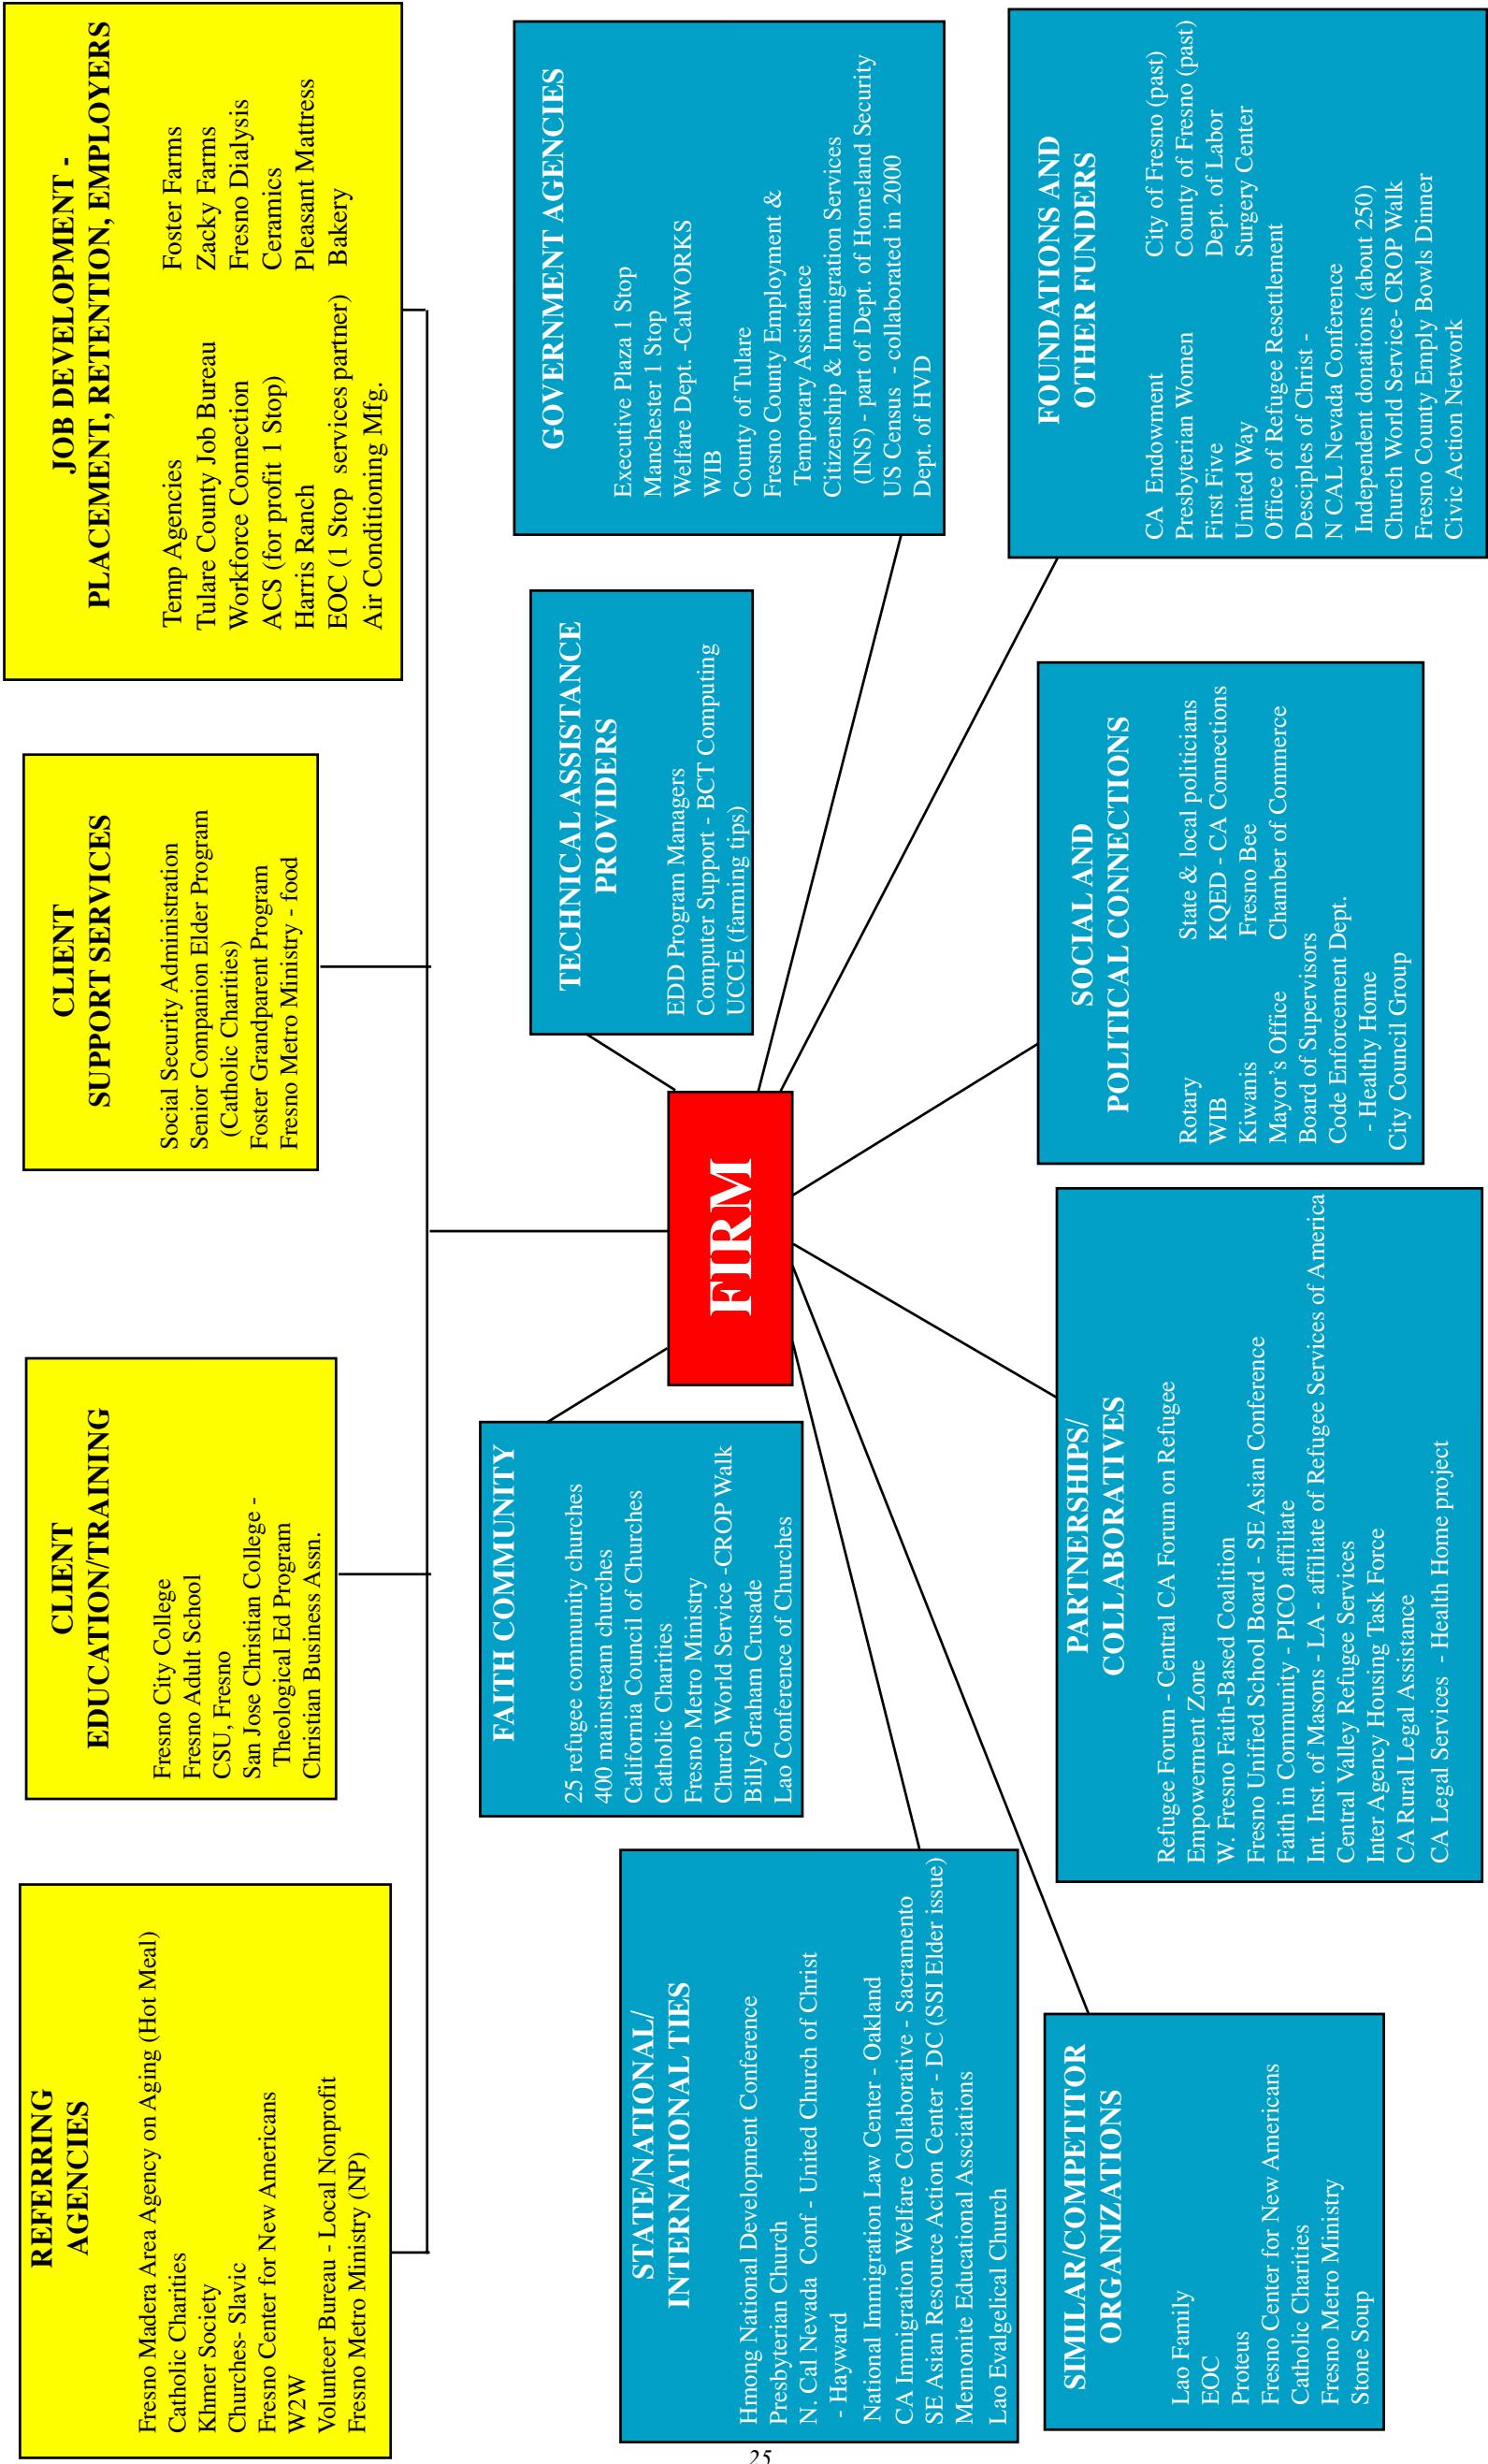 REFERRING
AGENCIES
Fresno Madera Area Agency on Aging (Hot Meal)
Catholic Charities
Khmer Society
Churches- Slavic
Fresno Center for New Americans
W2W
Volunteer Bureau - Local Nonprofit
Fresno Metro Ministry (NP)
CLIENT
EDUCATION/TRAINING
Fresno City College
Fresno Adult School
CSU, Fresno
San Jose Christian College -
Theological Ed Program
Christian Business Assn.
CLIENT
SUPPORT SERVICES
Social Security Administration
Senior Companion Elder Program
(Catholic Charities)
Foster Grandparent Program
Fresno Metro Ministry - food
JOB DEVELOPMENT -
PLACEMENT, RETENTION, EMPLOYERS
Temp Agencies
Tulare County Job Bureau
Workforce Connection
ACS (for profit 1 Stop)
Harris Ranch
EOC (1 Stop services partner)
Air Conditioning Mfg.
Foster Farms
Zacky Farms
Fresno Dialysis
Ceramics
Pleasant Mattress
Bakery
STATE/NATIONAL/
INTERNATIONAL TIES
Hmong National Development Conference
Presbyterian Church
N. Cal Nevada Conf - United Church of Christ
- Hayward
National Immigration Law Center - Oakland
CA Immigration Welfare Collaborative - Sacramento
SE Asian Resource Action Center - DC (SSI Elder issue)
Mennonite Educational Assciations
Lao Evalgelical Church
FAITH COMMUNITY
25 refugee community churches
400 mainstream churches
California Council of Churches
Catholic Charities
Fresno Metro Ministry
Church World Service -CROP Walk
Billy Graham Crusade
Lao Conference of Churches
FIRM
TECHNICAL ASSISTANCE
PROVIDERS
EDD Program Managers
Computer Support - BCT Computing
UCCE (farming tips)
GOVERNMENT AGENCIES
Executive Plaza 1 Stop
Manchester 1 Stop
Welfare Dept. -CalWORKS
WIB
County of Tulare
Fresno County Employment &
Temporary Assistance
Citizenship & Immigration Services
(INS) - part of Dept. of Homeland Security
US Census - collaborated in 2000
Dept. of HVD
SIMILAR/COMPETITOR
ORGANIZATIONS
Lao Family
EOC
Proteus
Fresno Center for New Americans
Catholic Charities
Fresno Metro Ministry
Stone Soup
PARTNERSHIPS/
COLLABORATIVES
Refugee Forum - Central CA Forum on Refugee
Empowerment Zone
W. Fresno Faith-Based Coalition
Fresno Unified School Board - SE Asian Conference
Faith in Community - PICO affiliate
Int. Inst. of Masons - LA - affiliate of Refugee Services of America
Central Valley Refugee Services
Inter Agency Housing Task Force
CA Rural Legal Assistance
CA Legal Services - Health Home project
SOCIAL AND
POLITICAL CONNECTIONS
Rotary
WIB
Kiwanis
Mayor's Office
Board of Supervisors
Code Enforcement Dept.
- Healthy Home
City Council Group
State & local politicians
KQED - CA Connections
Fresno Bee
Chamber of Commerce
FOUNDATIONS AND
OTHER FUNDERS
CA Endowment
Presbyterian Women
First Five
United Way
Office of Refugee Resettlement
Desciples of Christ -
N CAL Nevada Conference
Independent donations (about 250)
Church World Service- CROP Walk
Fresno County Emply Bowls Dinner
Civic Action Network
City of Fresno (past)
County of Fresno (past)
Dept. of Labor
Surgery Center
25